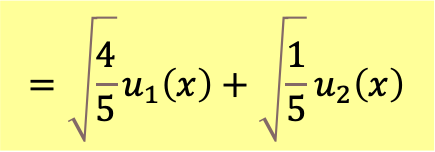 = √(4/5) u₁(x) + √(1/5) u₂(x)